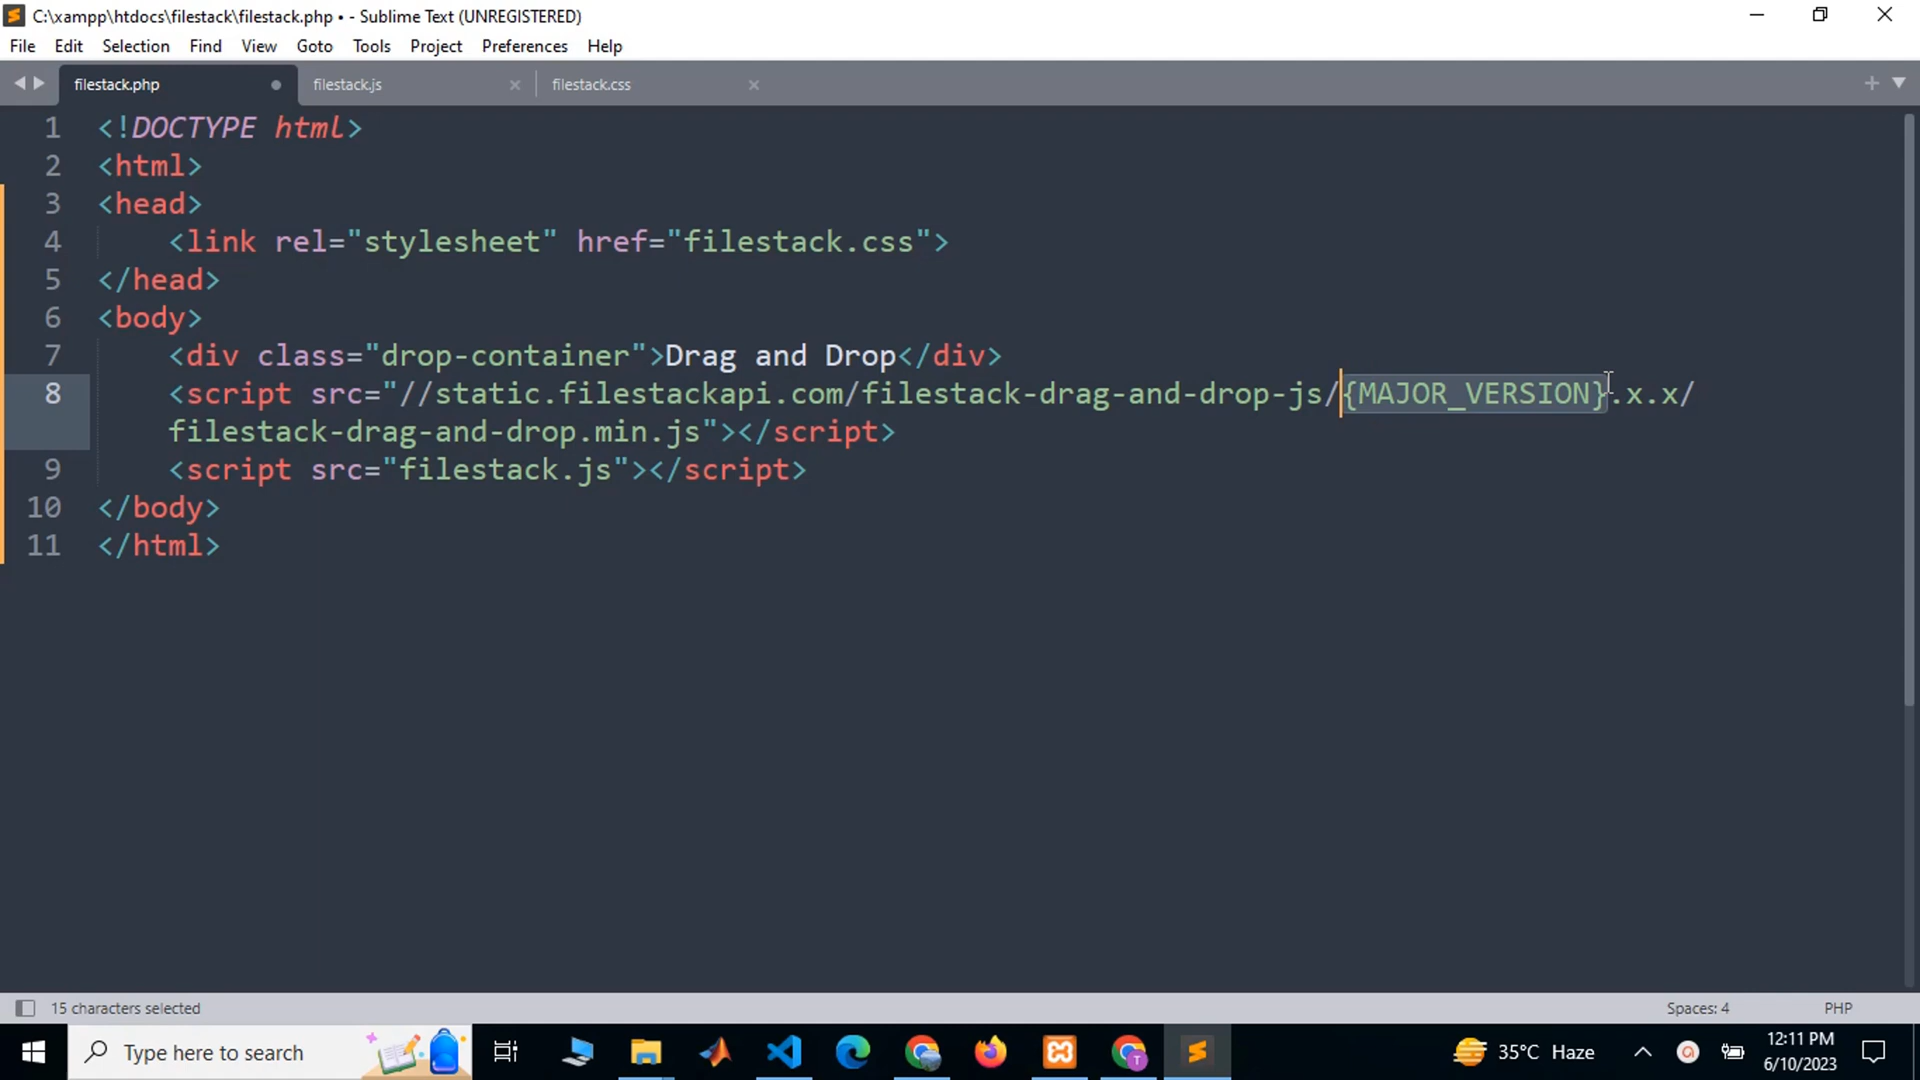 C:\xampp\htdocs\filestack\filestack.php • - Sublime Text (UNREGISTERED)
File Edit Selection Find View Goto Tools Project Preferences Help
filestack.php filestack.js filestack.css
1 <!DOCTYPE html>
2 <html>
3 <head>
4 <link rel="stylesheet" href="filestack.css">
5 </head>
6 <body>
7 <div class="drop-container">Drag and Drop</div>
8 <script src="//static.filestackapi.com/filestack-drag-and-drop-js/{MAJOR_VERSION}.x.x/
filestack-drag-and-drop.min.js"></script>
9 <script src="filestack.js"></script>
10 </body>
11 </html>
15 characters selected Spaces: 4 PHP
Type here to search 35°C Haze 12:11 PM
6/10/2023